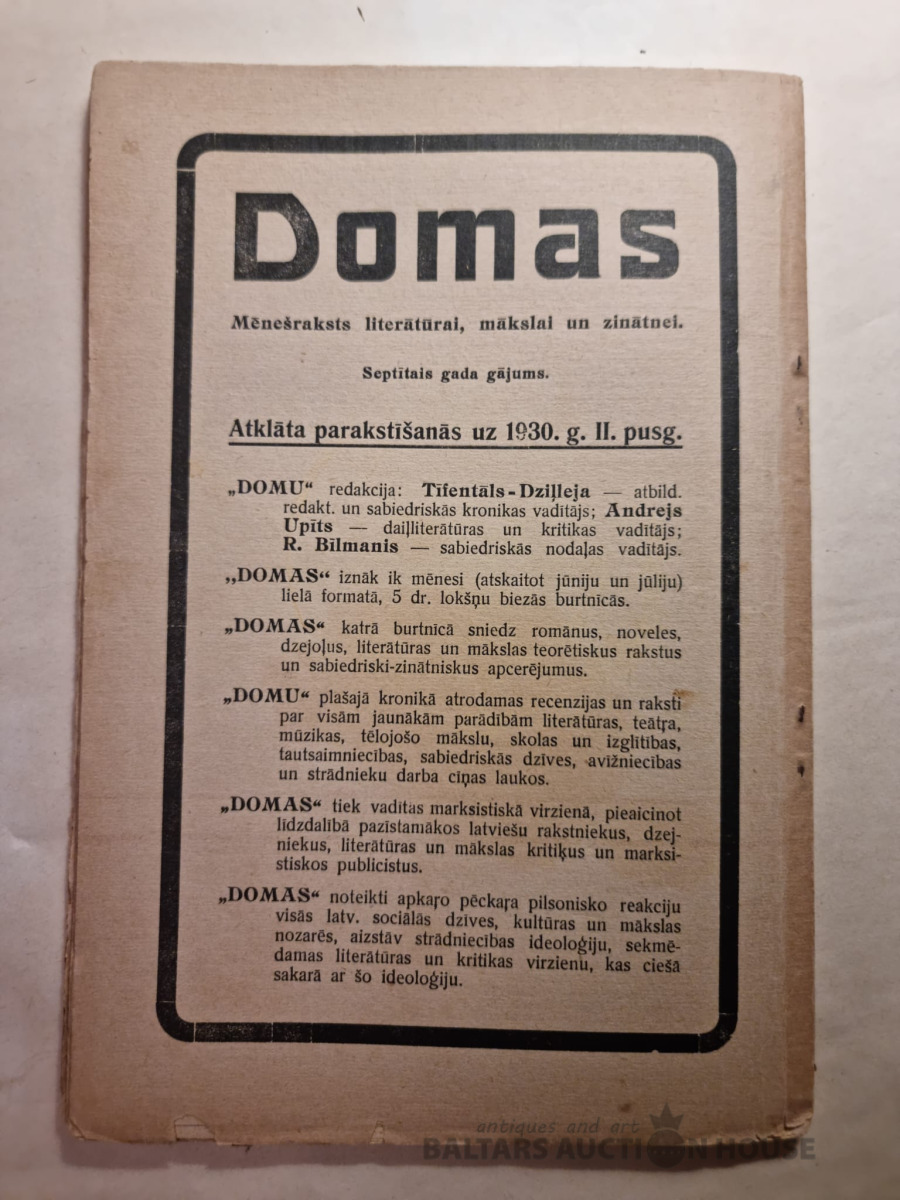 Domas
Mēnešraksts literātūrai, mākslai un zinātnei.
Septītais gada gājums.
Atklāta parakstīšanās uz 1930. g. II. pusg.
„DOMU“ redakcija: Tīfentāls-Dziļleja — atbild.
redakt. un sabiedriskās kronikas vadītājs; Andrejs
Upīts — daiļliterātūras un kritikas vadītājs;
R. Bīlmanis — sabiedriskās nodaļas vadītājs.
„DOMAS“ iznāk ik mēnesi (atskaitot jūniju un jūliju)
lielā formatā, 5 dr. lokšņu biezās burtnīcās.
„DOMAS“ katrā burtnīcā sniedz romānus, noveles,
dzejoļus, literātūras un mākslas teorētiskus rakstus
un sabiedriski-zinātniskus apcerējumus.
„DOMU“ plašajā kronikā atrodamas recenzijas un raksti
par visām jaunākām parādībām literātūras, teātŗa,
mūzikas, tēlojošo mākslu, skolas un izglītības,
tautsaimniecības, sabiedriskās dzīves, avīžniecības
un strādnieku darba cīņas laukos.
„DOMAS“ tiek vadītas marksistiskā virzienā, pieaicinot
līdzdalībā pazīstamākos latviešu rakstniekus, dzej-
niekus, literātūras un mākslas kritiķus un marksi-
stiskos publicistus.
„DOMAS“ noteikti apkaŗo pēckaŗa pilsonisko reakciju
visās latv. sociālās dzīves, kultūras un mākslas
nozarēs, aizstāv strādniecības ideoloģiju, sekmē-
damas literātūras un kritikas virzienu, kas ciešā
sakarā ar šo ideoloģiju.
antiques and art
BALTARS AUCTION HOUSE